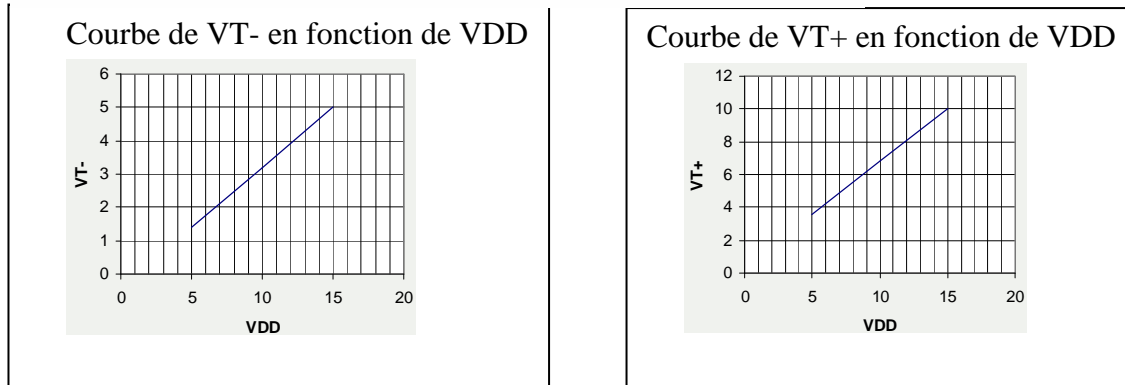 Courbe de VT- en fonction de VDD
6
5
4
3
2
1
0
VT-
0 5 10 15 20
VDD
Courbe de VT+ en fonction de VDD
12
10
8
6
4
2
0
VT+
0 5 10 15 20
VDD